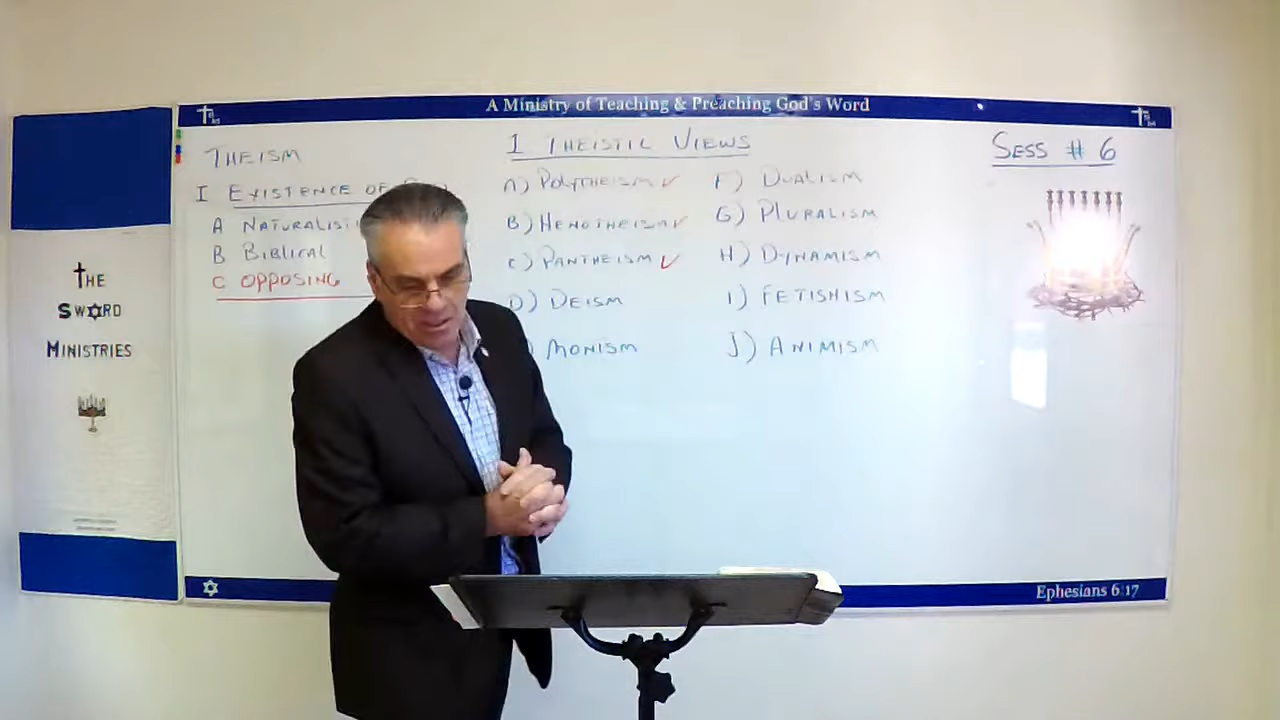 A Ministry of Teaching & Preaching God's Word
THE
SWORD
MINISTRIES
THEISM
I EXISTENCE OF
A NATURALISTI
B BIBLICAL
C OPPOSING
I THEISTIC VIEWS
A) POLYTHEISM ✓
B) HENOTHEISM ✓
C) PANTHEISM ✓
D) DEISM
) MONISM
F) DUALISM
G) PLURALISM
H) DYNAMISM
I) FETISHISM
J) ANIMISM
SESS # 6
Ephesians 6:17